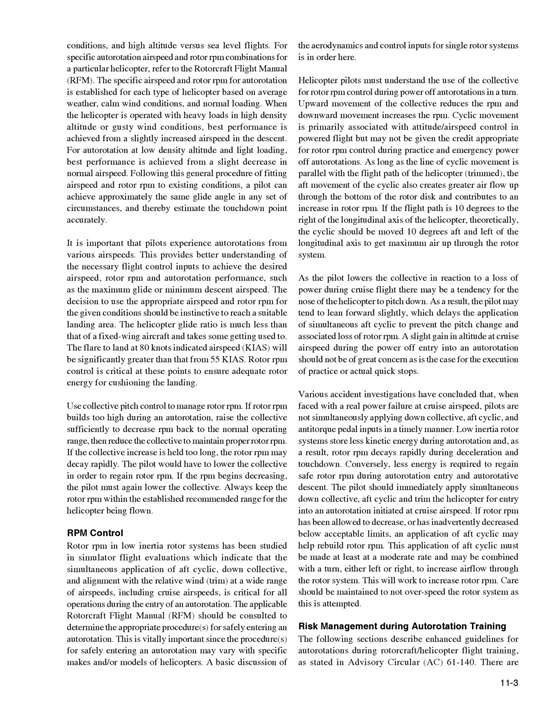 conditions, and high altitude versus sea level flights. For
specific autorotation airspeed and rotor rpm combinations for
a particular helicopter, refer to the Rotorcraft Flight Manual
(RFM). The specific airspeed and rotor rpm for autorotation
is established for each type of helicopter based on average
weather, calm wind conditions, and normal loading. When
the helicopter is operated with heavy loads in high density
altitude or gusty wind conditions, best performance is
achieved from a slightly increased airspeed in the descent.
For autorotation at low density altitude and light loading,
best performance is achieved from a slight decrease in
normal airspeed. Following this general procedure of fitting
airspeed and rotor rpm to existing conditions, a pilot can
achieve approximately the same glide angle in any set of
circumstances, and thereby estimate the touchdown point
accurately.
It is important that pilots experience autorotations from
various airspeeds. This provides better understanding of
the necessary flight control inputs to achieve the desired
airspeed, rotor rpm and autorotation performance, such
as the maximum glide or minimum descent airspeed. The
decision to use the appropriate airspeed and rotor rpm for
the given conditions should be instinctive to reach a suitable
landing area. The helicopter glide ratio is much less than
that of a fixed-wing aircraft and takes some getting used to.
The flare to land at 80 knots indicated airspeed (KIAS) will
be significantly greater than that from 55 KIAS. Rotor rpm
control is critical at these points to ensure adequate rotor
energy for cushioning the landing.
Use collective pitch control to manage rotor rpm. If rotor rpm
builds too high during an autorotation, raise the collective
sufficiently to decrease rpm back to the normal operating
range, then reduce the collective to maintain proper rotor rpm.
If the collective increase is held too long, the rotor rpm may
decay rapidly. The pilot would have to lower the collective
in order to regain rotor rpm. If the rpm begins decreasing,
the pilot must again lower the collective. Always keep the
rotor rpm within the established recommended range for the
helicopter being flown.
RPM Control
Rotor rpm in low inertia rotor systems has been studied
in simulator flight evaluations which indicate that the
simultaneous application of aft cyclic, down collective,
and alignment with the relative wind (trim) at a wide range
of airspeeds, including cruise airspeeds, is critical for all
operations during the entry of an autorotation. The applicable
Rotorcraft Flight Manual (RFM) should be consulted to
determine the appropriate procedure(s) for safely entering an
autorotation. This is vitally important since the procedure(s)
for safely entering an autorotation may vary with specific
makes and/or models of helicopters. A basic discussion of
the aerodynamics and control inputs for single rotor systems
is in order here.
Helicopter pilots must understand the use of the collective
for rotor rpm control during power off autorotations in a turn.
Upward movement of the collective reduces the rpm and
downward movement increases the rpm. Cyclic movement
is primarily associated with attitude/airspeed control in
powered flight but may not be given the credit appropriate
for rotor rpm control during practice and emergency power
off autorotations. As long as the line of cyclic movement is
parallel with the flight path of the helicopter (trimmed), the
aft movement of the cyclic also creates greater air flow up
through the bottom of the rotor disk and contributes to an
increase in rotor rpm. If the flight path is 10 degrees to the
right of the longitudinal axis of the helicopter, theoretically,
the cyclic should be moved 10 degrees aft and left of the
longitudinal axis to get maximum air up through the rotor
system.
As the pilot lowers the collective in reaction to a loss of
power during cruise flight there may be a tendency for the
nose of the helicopter to pitch down. As a result, the pilot may
tend to lean forward slightly, which delays the application
of simultaneous aft cyclic to prevent the pitch change and
associated loss of rotor rpm. A slight gain in altitude at cruise
airspeed during the power off entry into an autorotation
should not be of great concern as is the case for the execution
of practice or actual quick stops.
Various accident investigations have concluded that, when
faced with a real power failure at cruise airspeed, pilots are
not simultaneously applying down collective, aft cyclic, and
antitorque pedal inputs in a timely manner. Low inertia rotor
systems store less kinetic energy during autorotation and, as
a result, rotor rpm decays rapidly during deceleration and
touchdown. Conversely, less energy is required to regain
safe rotor rpm during autorotation entry and autorotative
descent. The pilot should immediately apply simultaneous
down collective, aft cyclic and trim the helicopter for entry
into an autorotation initiated at cruise airspeed. If rotor rpm
has been allowed to decrease, or has inadvertently decreased
below acceptable limits, an application of aft cyclic may
help rebuild rotor rpm. This application of aft cyclic must
be made at least at a moderate rate and may be combined
with a turn, either left or right, to increase airflow through
the rotor system. This will work to increase rotor rpm. Care
should be maintained to not over-speed the rotor system as
this is attempted.
Risk Management during Autorotation Training
The following sections describe enhanced guidelines for
autorotations during rotorcraft/helicopter flight training,
as stated in Advisory Circular (AC) 61-140. There are
11-3